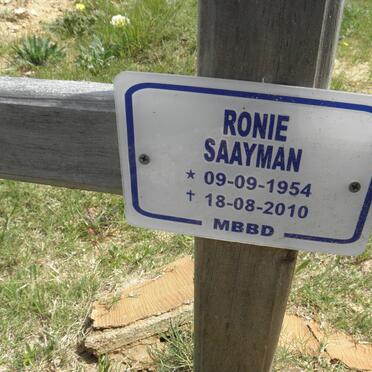 RONIE
SAAYMAN
* 09-09-1954
† 18-08-2010
MBBD